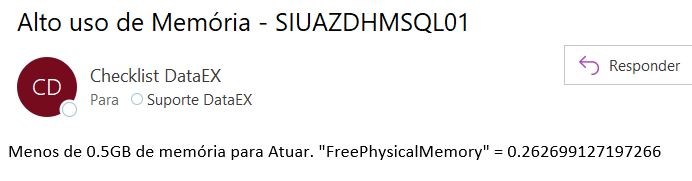 Alto uso de Memória - SIUAZDHMSQL01
CD
Checklist DataEX
Para Suporte DataEX
Responder
Menos de 0.5GB de memória para Atuar. "FreePhysicalMemory" = 0.262699127197266